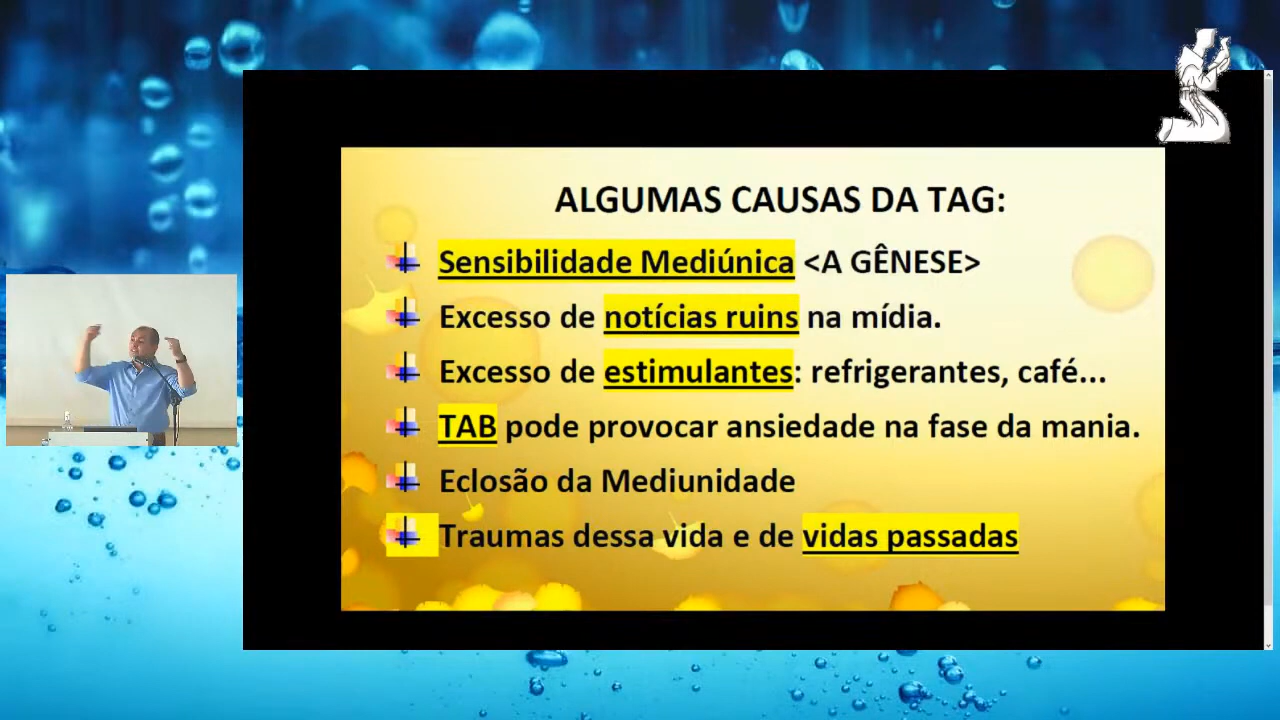 ALGUMAS CAUSAS DA TAG:
Sensibilidade Mediúnica <A GÊNESE>
Excesso de notícias ruins na mídia.
Excesso de estimulantes: refrigerantes, café...
TAB pode provocar ansiedade na fase da mania.
Eclosão da Mediunidade
Traumas dessa vida e de vidas passadas